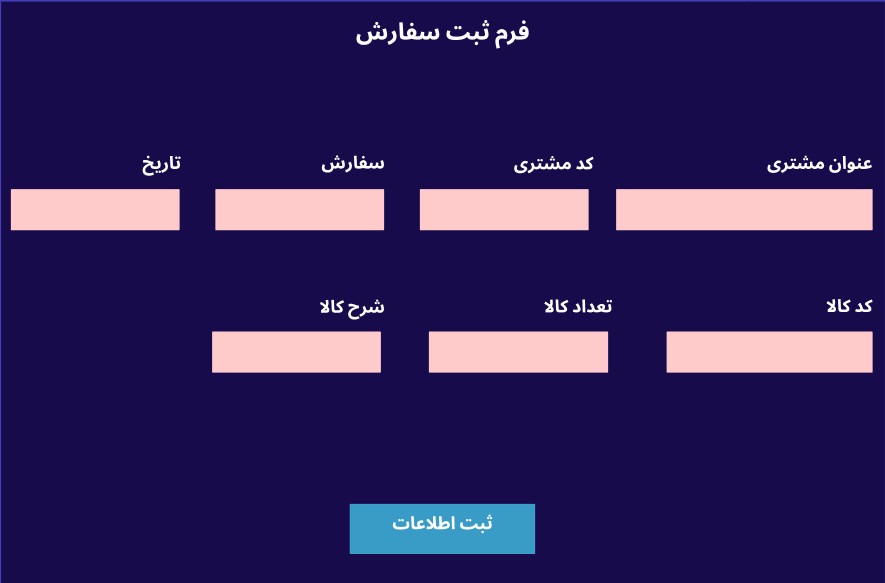 فرم ثبت سفارش
عنوان مشتری کد مشتری سفارش تاریخ
کد کالا تعداد کالا شرح کالا
ثبت اطلاعات